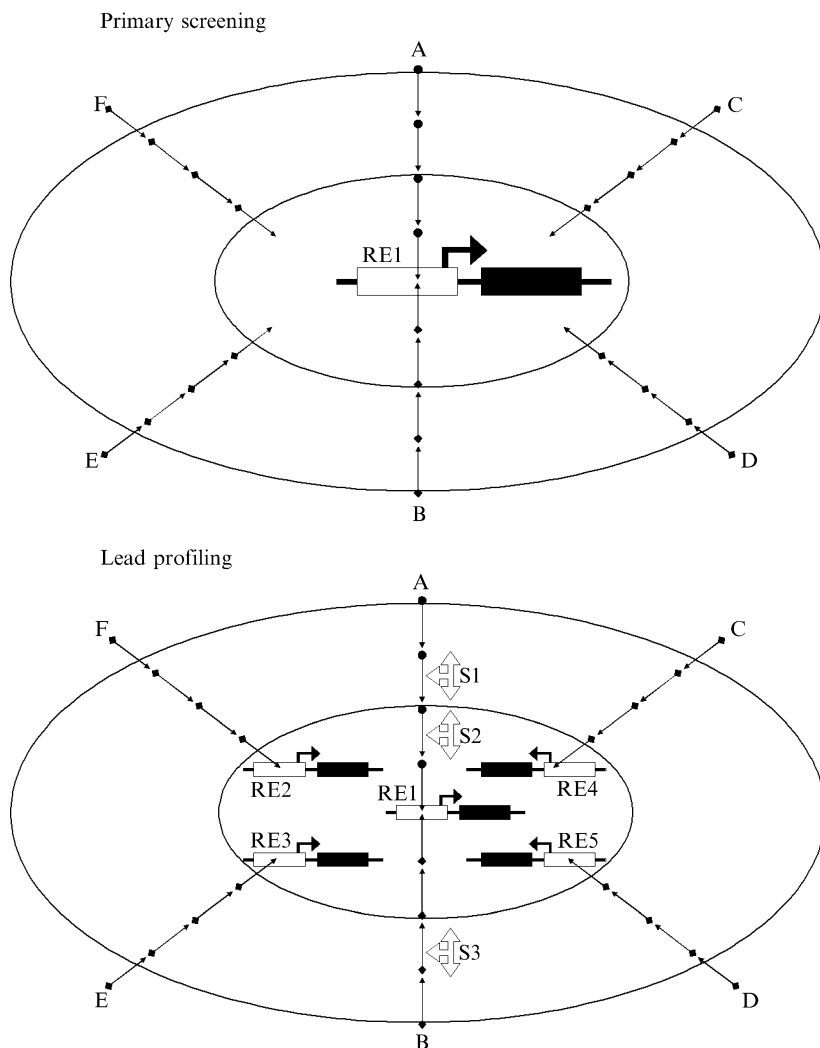 Primary screening
A
F
C
RE1
E
D
B
Lead profiling
A
F
C
S1
S2
RE2
RE1
RE4
RE3
RE5
S3
E
D
B